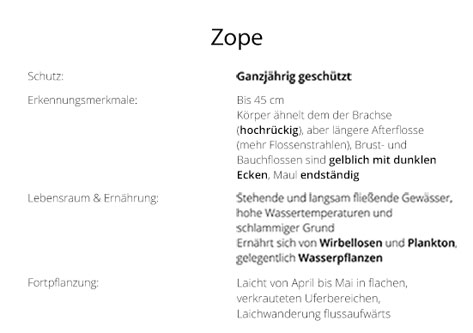 Zope
Schutz: Ganzjährig geschützt
Erkennungsmerkmale: Bis 45 cm
Körper ähnelt dem der Brachse
(hochrückig), aber längere Afterflosse
(mehr Flossenstrahlen), Brust- und
Bauchflossen sind gelblich mit dunklen
Ecken, Maul endständig
Lebensraum & Ernährung: Stehende und langsam fließende Gewässer,
hohe Wassertemperaturen und
schlammiger Grund
Ernährt sich von Wirbellosen und Plankton,
gelegentlich Wasserpflanzen
Fortpflanzung: Laicht von April bis Mai in flachen,
verkrauteten Uferbereichen,
Laichwanderung flussaufwärts